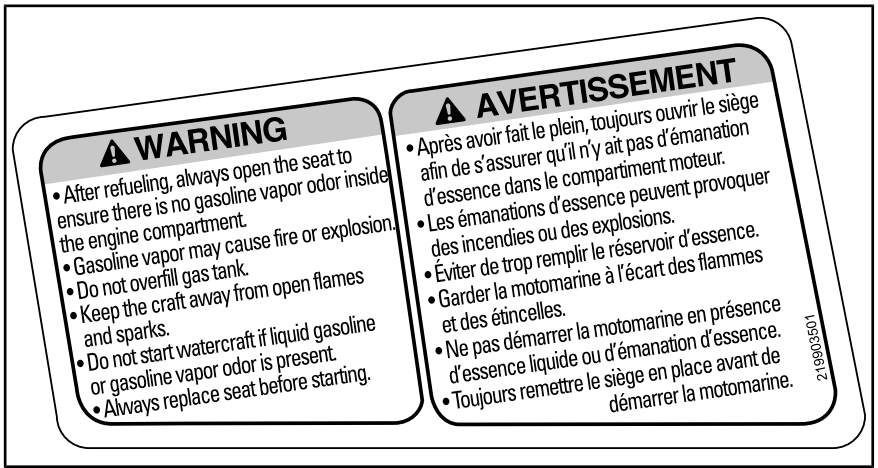 WARNING
• After refueling, always open the seat to
ensure there is no gasoline vapor odor inside
the engine compartment.
• Gasoline vapor may cause fire or explosion.
• Do not overfill gas tank.
• Keep the craft away from open flames
and sparks.
• Do not start watercraft if liquid gasoline
or gasoline vapor odor is present.
• Always replace seat before starting.
AVERTISSEMENT
• Après avoir fait le plein, toujours ouvrir le siège
afin de s'assurer qu'il n'y ait pas d'émanation
d'essence dans le compartiment moteur.
• Les émanations d'essence peuvent provoquer
des incendies ou des explosions.
• Éviter de trop remplir le réservoir d'essence.
• Garder la motomarine à l'écart des flammes
et des étincelles.
• Ne pas démarrer la motomarine en présence
d'essence liquide ou d'émanation d'essence.
• Toujours remettre le siège en place avant de
démarrer la motomarine.
219903501